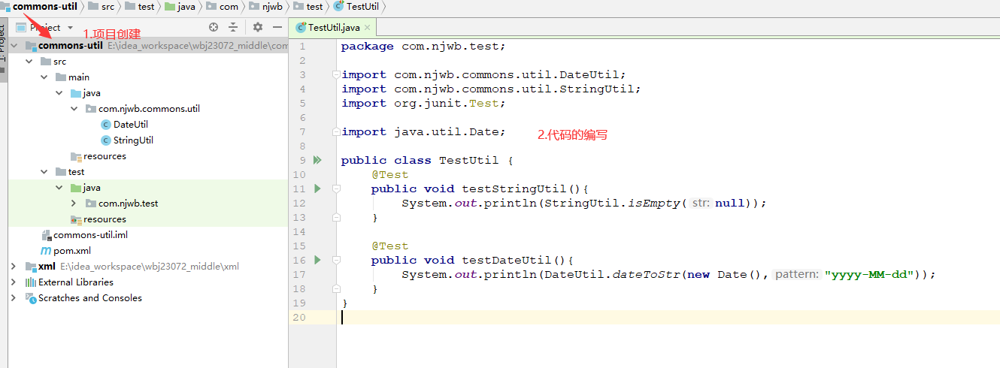 commons-util src test java com njwb test TestUtil
1: Project
Project
1.项目创建
TestUtil.java
commons-util E:\idea_workspace\wbj23072_middle\com
src
main
java
com.njwb.commons.util
DateUtil
StringUtil
resources
test
java
com.njwb.test
resources
commons-util.iml
pom.xml
xml E:\idea_workspace\wbj23072_middle\xml
External Libraries
Scratches and Consoles
1 package com.njwb.test;
2
3 import com.njwb.commons.util.DateUtil;
4 import com.njwb.commons.util.StringUtil;
5 import org.junit.Test;
6
7 import java.util.Date;
2.代码的编写
8
9 public class TestUtil {
10 @Test
11 public void testStringUtil(){
12 System.out.println(StringUtil.isEmpty( str: null));
13 }
14
15 @Test
16 public void testDateUtil(){
17 System.out.println(DateUtil.dateToStr(new Date(), pattern: "yyyy-MM-dd"));
18 }
19 }
20